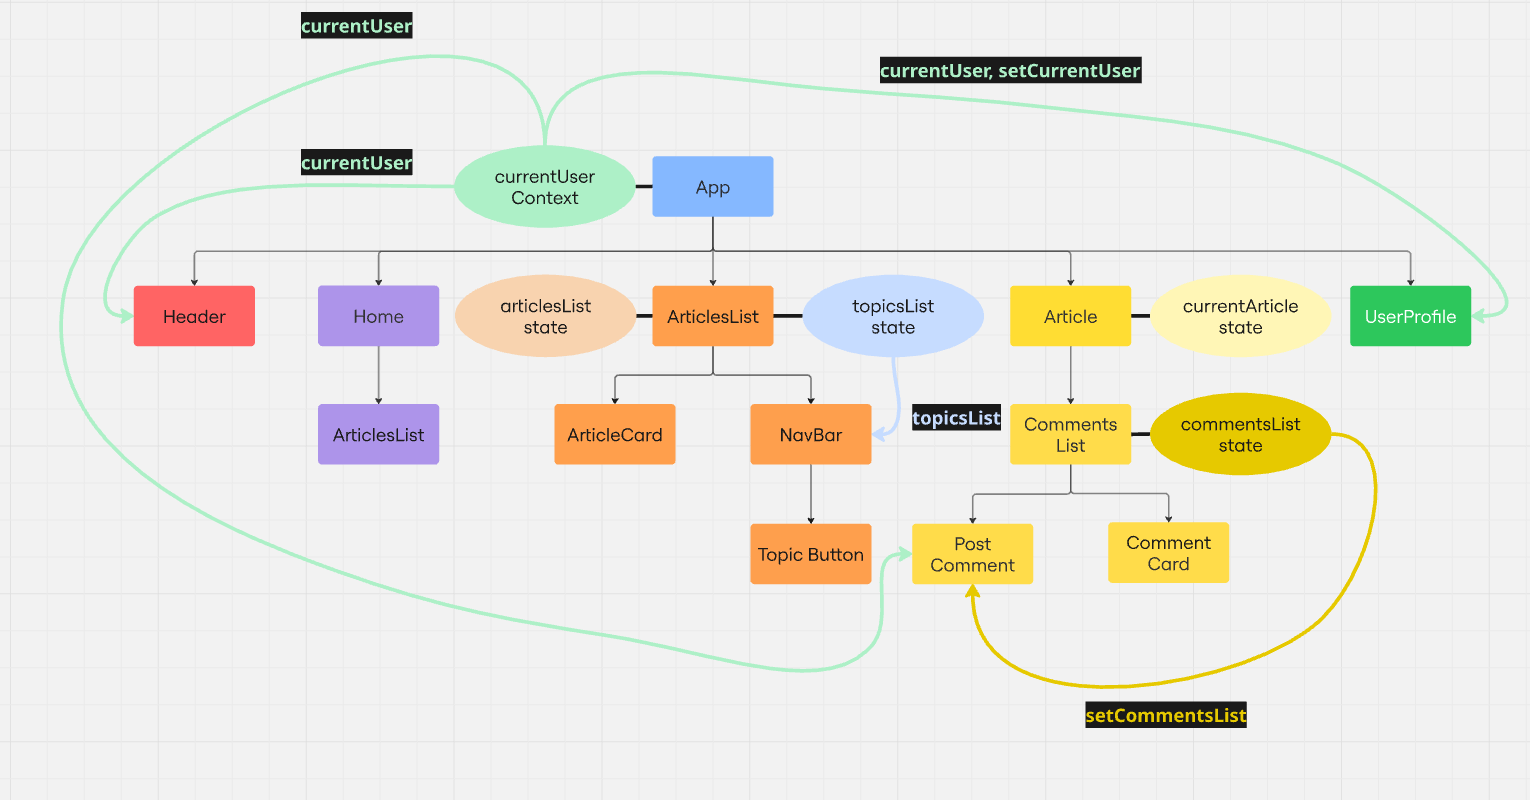 currentUser
currentUser, setCurrentUser
currentUser
currentUser
Context
App
Header
Home
articlesList
state
ArticlesList
topicsList
state
Article
currentArticle
state
UserProfile
ArticlesList
ArticleCard
NavBar
topicsList
Comments
List
commentsList
state
Topic Button
Post
Comment
Comment
Card
setCommentsList